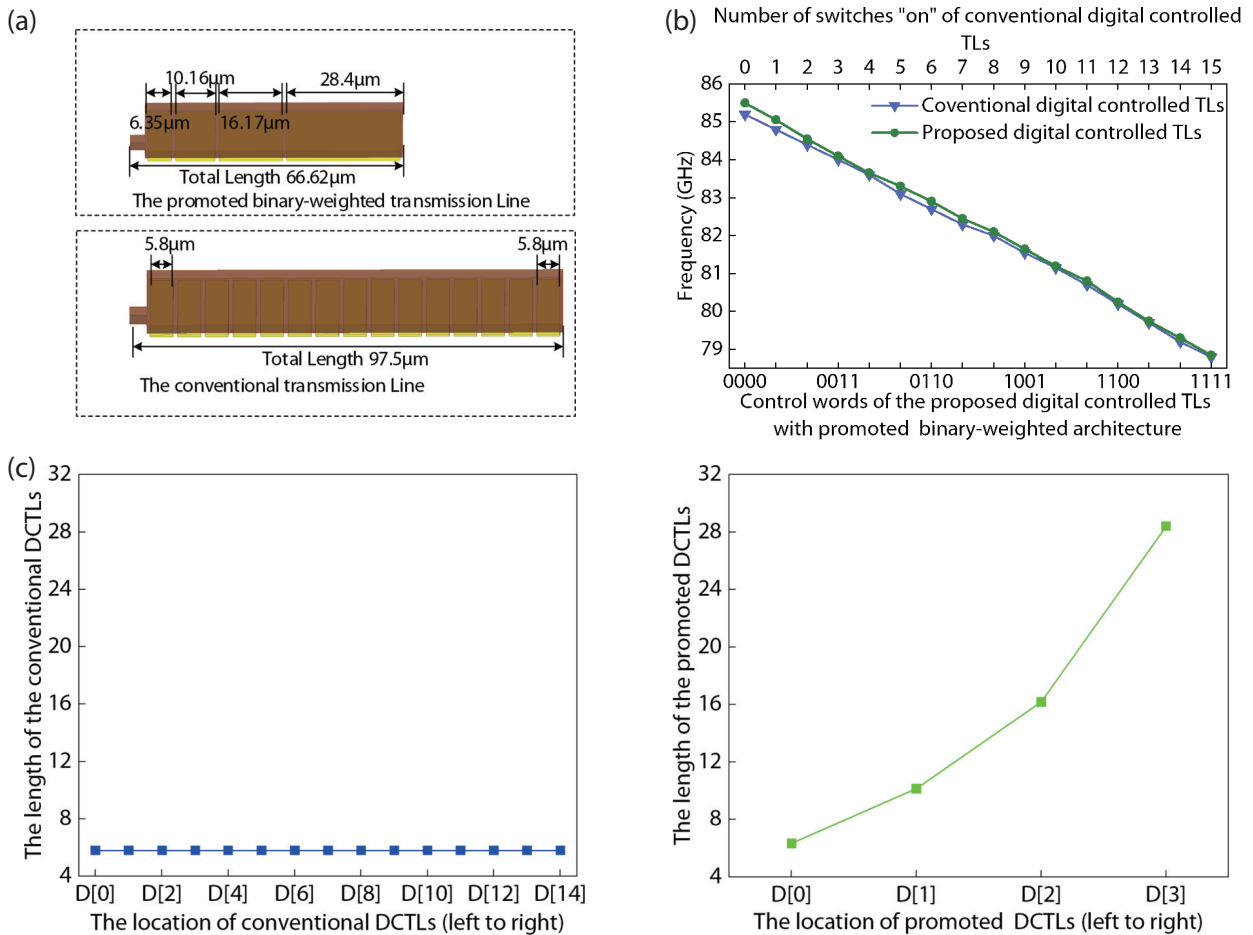 (a)
10.16μm
28.4μm
6.35μm
16.17μm
Total Length 66.62μm
The promoted binary-weighted transmission Line
5.8μm
5.8μm
Total Length 97.5μm
The conventional transmission Line
(b)
Number of switches "on" of conventional digital controlled
TLs
0 1 2 3 4 5 6 7 8 9 10 11 12 13 14 15
86
85
84
83
82
81
80
79
Frequency (GHz)
Coventional digital controlled TLs
Proposed digital controlled TLs
0000 0011 0110 1001 1100 1111
Control words of the proposed digital controlled TLs
with promoted binary-weighted architecture
(c)
32
28
24
20
16
12
8
4
The length of the conventional DCTLs
D[0] D[2] D[4] D[6] D[8] D[10] D[12] D[14]
The location of conventional DCTLs (left to right)
32
28
24
20
16
12
8
4
The length of the promoted DCTLs
D[0] D[1] D[2] D[3]
The location of promoted DCTLs (left to right)